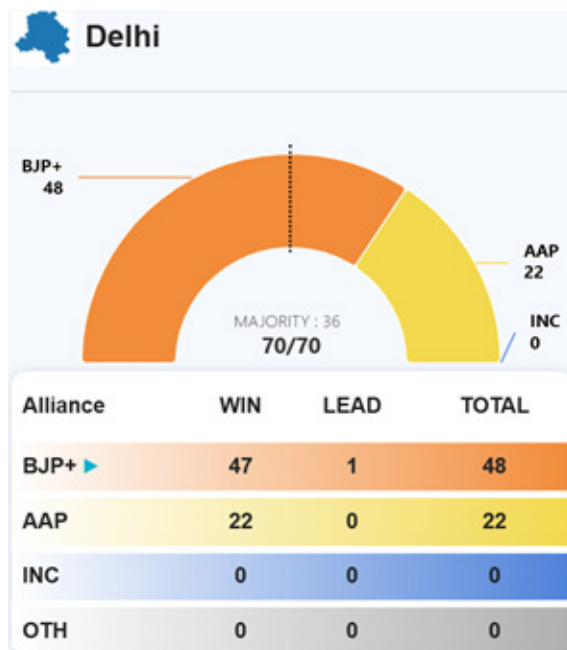 Delhi
BJP+
48
AAP
22
INC
0
MAJORITY : 36
70/70
Alliance WIN LEAD TOTAL
BJP+ 47 1 48
AAP 22 0 22
INC 0 0 0
OTH 0 0 0